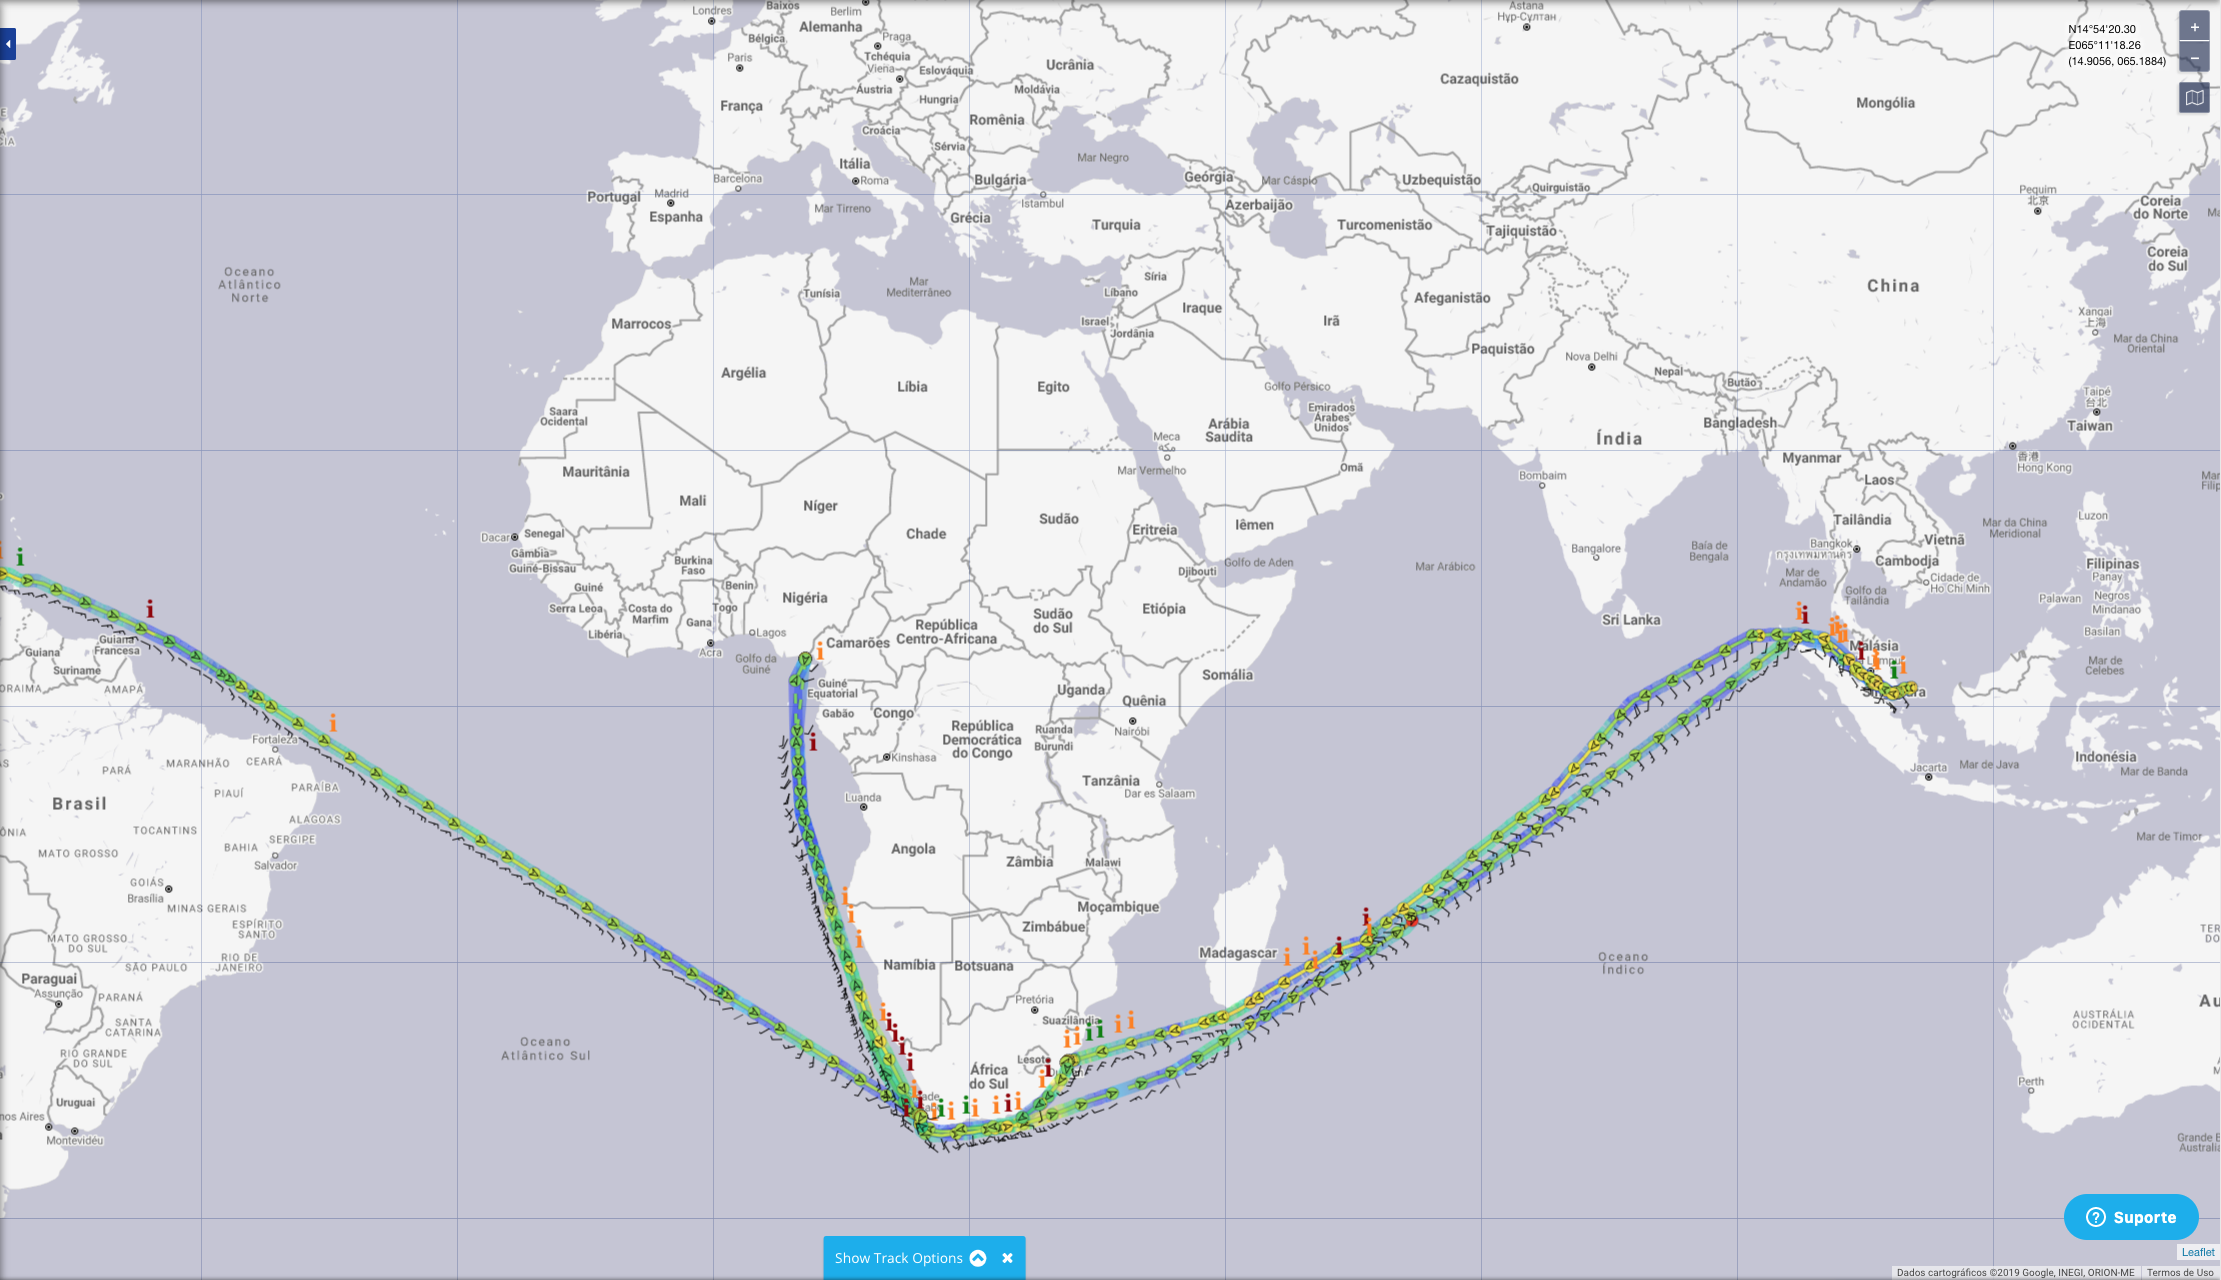 Londres
Baixos
Berlim
Alemanha
Bélgica
Praga
Tchéquia
Paris
Viena
Eslováquia
Ucrânia
Astana
Нұр-Сұлтан
N14°54'20.30
E065°11'18.26
(14.9056, 065.1884)
+
−
Cazaquistão
Mongólia
França
Áustria
Hungria
Moldávia
Romênia
Croácia
Sérvia
Itália
Roma
Bulgária
Mar Negro
Geórgia
Mar Cáspio
Uzbequistão
Quirguistão
Barcelona
Portugal
Madrid
Espanha
Mar Tirreno
Grécia
Istambul
Turquia
Azerbaijão
Turcomenistão
Tajiquistão
Pequim
北京
Coreia
do Norte
Coreia
do Sul
Oceano
Atlântico
Norte
Mar
Mediterrâneo
Tunísia
Síria
Líbano
Israel
Jordânia
Iraque
Irã
Afeganistão
China
Xangai
上海
Mar da China
Oriental
Marrocos
Paquistão
Nova Delhi
Nepal
Butão
Argélia
Líbia
Egito
Golfo Pérsico
Emirados
Árabes
Unidos
Taipé
台北
Taiwan
Saara
Ocidental
Arábia
Saudita
Índia
Bangladesh
Meca
Mar Vermelho
Omã
Myanmar
香港
Hong Kong
Mauritânia
Mali
Níger
Bombaim
Laos
Chade
Sudão
Eritreia
Iêmen
Tailândia
Mar da China
Meridional
Luzon
Dacar
Senegal
Gâmbia
Guiné-Bissau
Burkina
Faso
Benin
Djibouti
Golfo de Aden
Mar Arábico
Bangalore
Baía de
Bengala
Bangkok
กรุงเทพมหานคร
Vietnã
Camboja
Mar de
Andamão
Golfo da
Tailândia
Cidade de
Ho Chi Minh
Filipinas
Panay
Negros
Palawan
Mindanao
Basilan
Guiné
Serra Leoa
Costa do
Marfim
Togo
Gana
Libéria
Acra
Nigéria
Lagos
República
Centro-Africana
Sudão
do Sul
Etiópia
Sri Lanka
Malásia
Guiana
Guiana
Francesa
Suriname
AMAPÁ
Golfo da
Guiné
Camarões
Guiné
Equatorial
Gabão
Congo
Uganda
Quênia
Somália
Mar de
Celebes
República
Democrática
do Congo
Ruanda
Burundi
Nairóbi
Kinshasa
Tanzânia
Dar es Salaam
Jacarta
Mar de Java
Indonésia
Mar de Banda
Fortaleza
CEARÁ
PARÁ
MARANHÃO
PIAUÍ
PARAÍBA
Brasil
TOCANTINS
ALAGOAS
SERGIPE
BAHIA
Salvador
MATO GROSSO
GOIÁS
Brasília
MINAS GERAIS
ESPÍRITO
SANTO
MATO GROSSO
DO SUL
RIO DE
JANEIRO
SÃO PAULO
Paraguai
Assunção
PARANÁ
SANTA
CATARINA
RIO GRANDE
DO SUL
Uruguai
Montevidéu
Luanda
Angola
Zâmbia
Malawi
Moçambique
Zimbábue
Namíbia
Botsuana
Madagascar
Pretória
Suazilândia
Lesoto
África
do Sul
Mar de Timor
Oceano
Índico
Oceano
Atlântico Sul
AUSTRÁLIA
OCIDENTAL
Perth
Suporte
Show Track Options
Leaflet
Dados cartográficos ©2019 Google, INEGI, ORION-ME
Termos de Uso